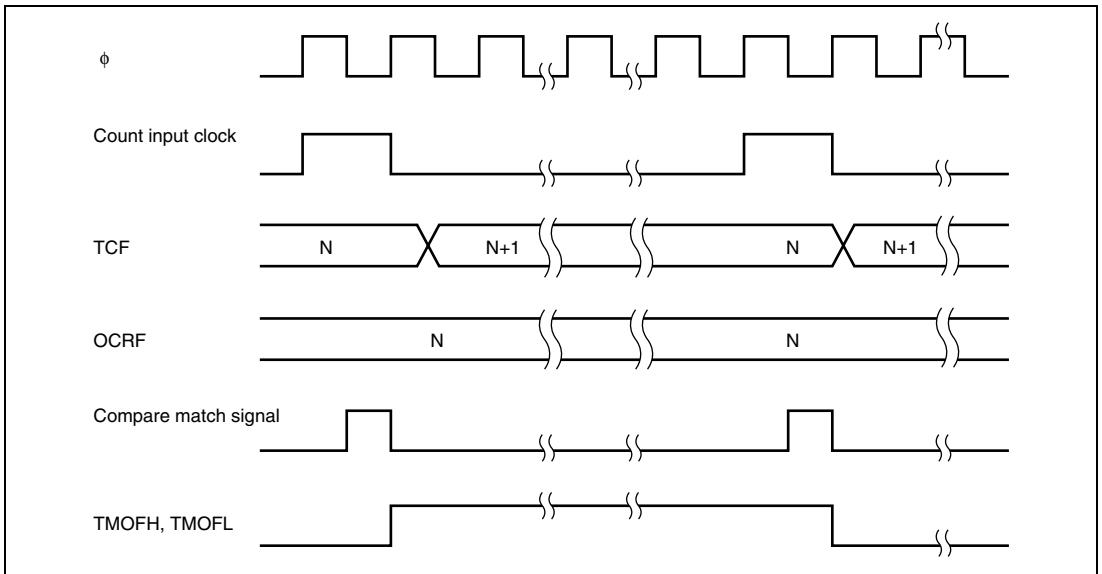 ϕ
Count input clock
TCF N N+1 N N+1
OCRF N N
Compare match signal
TMOFH, TMOFL